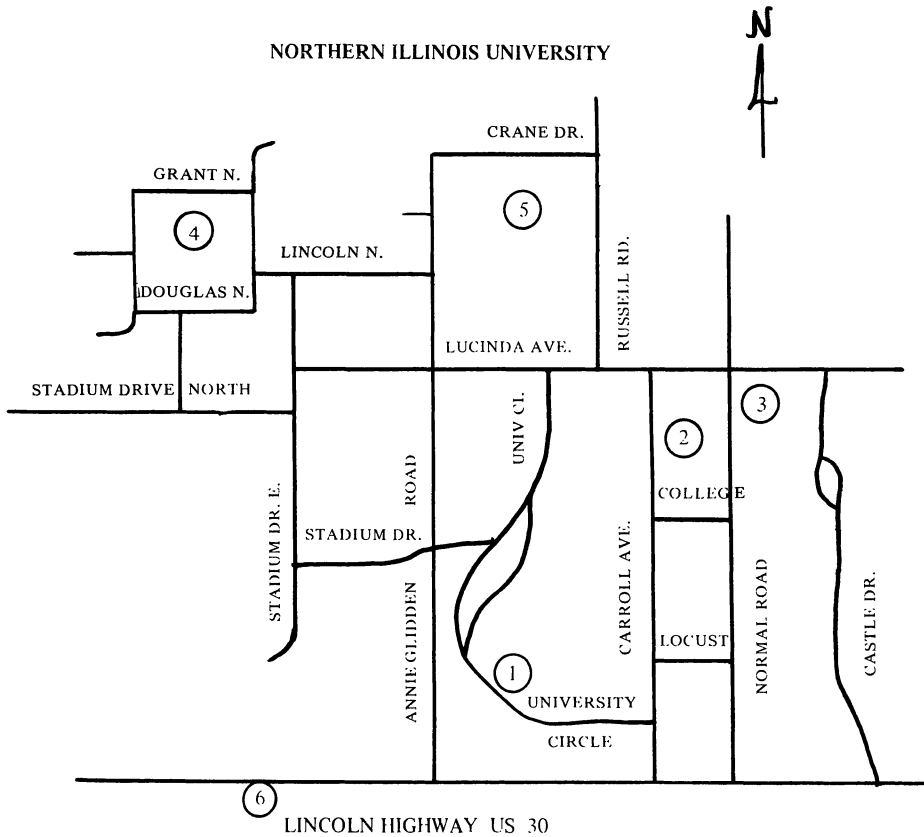 N
NORTHERN ILLINOIS UNIVERSITY
CRANE DR.
GRANT N.
5
4
LINCOLN N.
RUSSELL RD.
DOUGLAS N.
LUCINDA AVE.
STADIUM DRIVE NORTH
3
UNIV CI.
2
ROAD
COLLEGE
STADIUM DR.
STADIUM DR. E.
CARROLL AVE.
NORMAL ROAD
CASTLE DR.
LOCUST
ANNIE GLIDDEN
1
UNIVERSITY
CIRCLE
6
LINCOLN HIGHWAY US 30